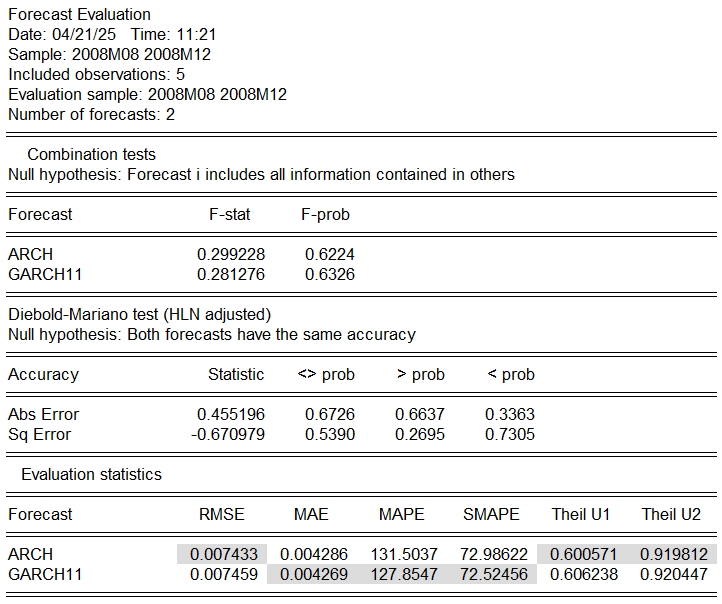 Forecast Evaluation
Date: 04/21/25   Time: 11:21
Sample: 2008M08 2008M12
Included observations: 5
Evaluation sample: 2008M08 2008M12
Number of forecasts: 2
Combination tests
Null hypothesis: Forecast i includes all information contained in others
Forecast F-stat F-prob
ARCH 0.299228 0.6224
GARCH11 0.281276 0.6326
Diebold-Mariano test (HLN adjusted)
Null hypothesis: Both forecasts have the same accuracy
Accuracy Statistic <> prob > prob < prob
Abs Error 0.455196 0.6726 0.6637 0.3363
Sq Error -0.670979 0.5390 0.2695 0.7305
Evaluation statistics
Forecast RMSE MAE MAPE SMAPE Theil U1 Theil U2
ARCH 0.007433 0.004286 131.5037 72.98622 0.600571 0.919812
GARCH11 0.007459 0.004269 127.8547 72.52456 0.606238 0.920447